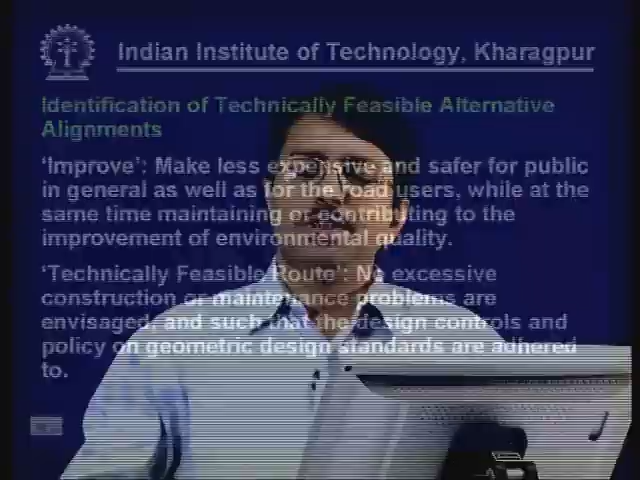 Indian Institute of Technology, Kharagpur
Identification of Technically Feasible Alternative
Alignments
‘Improve’: Make less expensive and safer for public
in general as well as for the road users, while at the
same time maintaining or contributing to the
improvement of environmental quality.
‘Technically Feasible Route’: No excessive
construction or maintenance problems are
envisaged, and such that the design controls and
policy on geometric design standards are adhered
to.